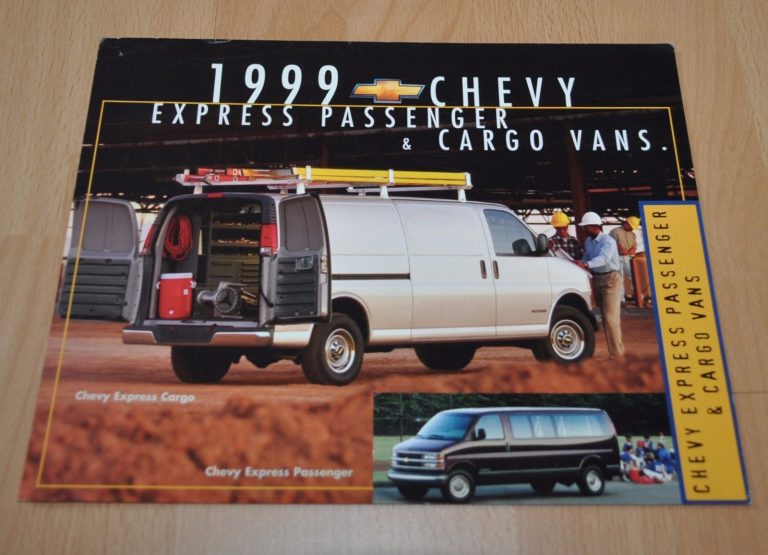 1999 CHEVY
EXPRESS PASSENGER
& CARGO VANS.
Chevy Express Cargo
Chevy Express Passenger
CHEVY EXPRESS PASSENGER
& CARGO VANS